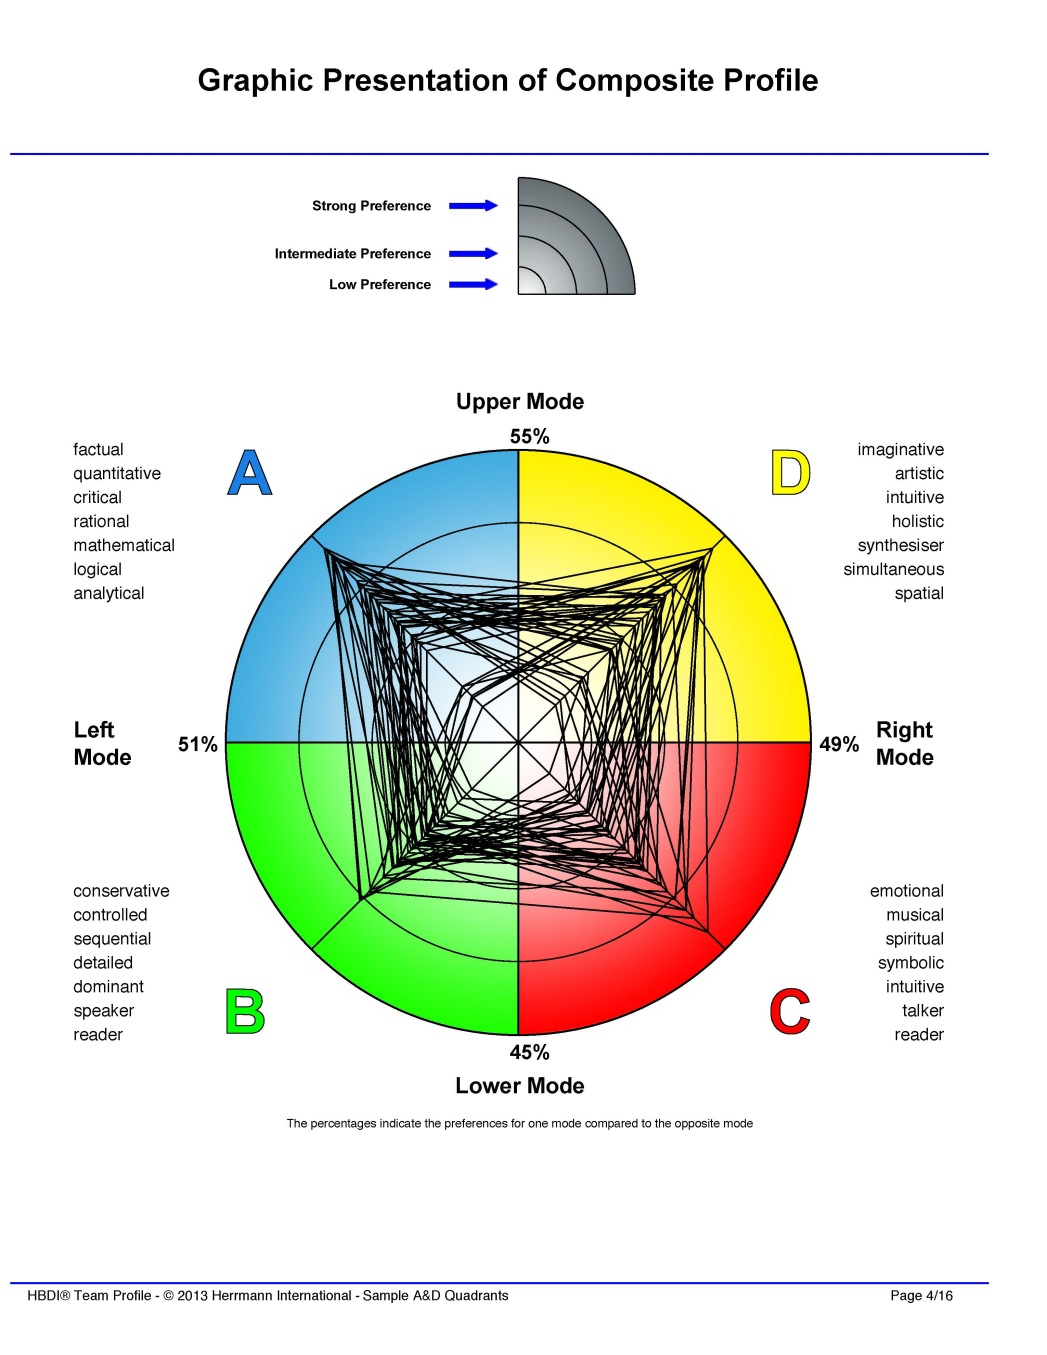 Graphic Presentation of Composite Profile
Strong Preference
Intermediate Preference
Low Preference
Upper Mode
55%
A
factual
quantitative
critical
rational
mathematical
logical
analytical
D
imaginative
artistic
intuitive
holistic
synthesiser
simultaneous
spatial
Left
Mode
51%
49%
Right
Mode
conservative
controlled
sequential
detailed
dominant
speaker
reader
B
emotional
musical
spiritual
symbolic
intuitive
talker
reader
C
45%
Lower Mode
The percentages indicate the preferences for one mode compared to the opposite mode
HBDI® Team Profile - © 2013 Herrmann International - Sample A&D Quadrants
Page 4/16